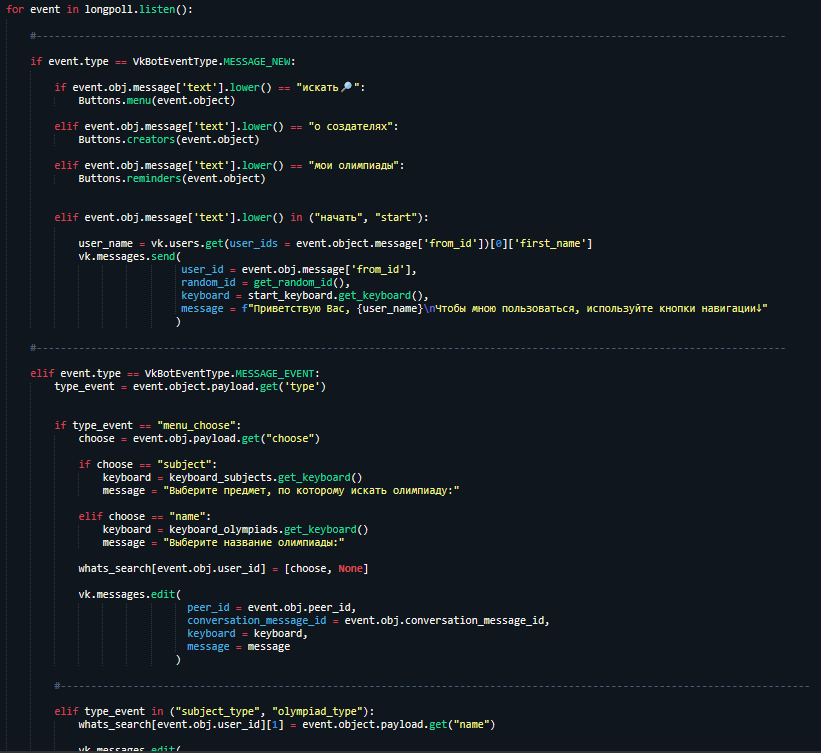 for event in longpoll.listen():
#----------------------------------------------------------------------------------------------------------------------------
if event.type == VkBotEventType.MESSAGE_NEW:
if event.obj.message['text'].lower() == "искать🔎":
Buttons.menu(event.object)
elif event.obj.message['text'].lower() == "о создателях":
Buttons.creators(event.object)
elif event.obj.message['text'].lower() == "мои олимпиады":
Buttons.reminders(event.object)
elif event.obj.message['text'].lower() in ("начать", "start"):
user_name = vk.users.get(user_ids = event.object.message['from_id'])[0]['first_name']
vk.messages.send(
user_id = event.obj.message['from_id'],
random_id = get_random_id(),
keyboard = start_keyboard.get_keyboard(),
message = f"Приветствую Вас, {user_name}\nЧтобы мною пользоваться, используйте кнопки навигации↓"
)
#----------------------------------------------------------------------------------------------------------------------------
elif event.type == VkBotEventType.MESSAGE_EVENT:
type_event = event.object.payload.get('type')
if type_event == "menu_choose":
choose = event.obj.payload.get("choose")
if choose == "subject":
keyboard = keyboard_subjects.get_keyboard()
message = "Выберите предмет, по которому искать олимпиаду:"
elif choose == "name":
keyboard = keyboard_olympiads.get_keyboard()
message = "Выберите название олимпиады:"
whats_search[event.obj.user_id] = [choose, None]
vk.messages.edit(
peer_id = event.obj.peer_id,
conversation_message_id = event.obj.conversation_message_id,
keyboard = keyboard,
message = message
)
#----------------------------------------------------------------------------------------------------------------------------
elif type_event in ("subject_type", "olympiad_type"):
whats_search[event.obj.user_id][1] = event.object.payload.get("name")
vk.messages.edit(